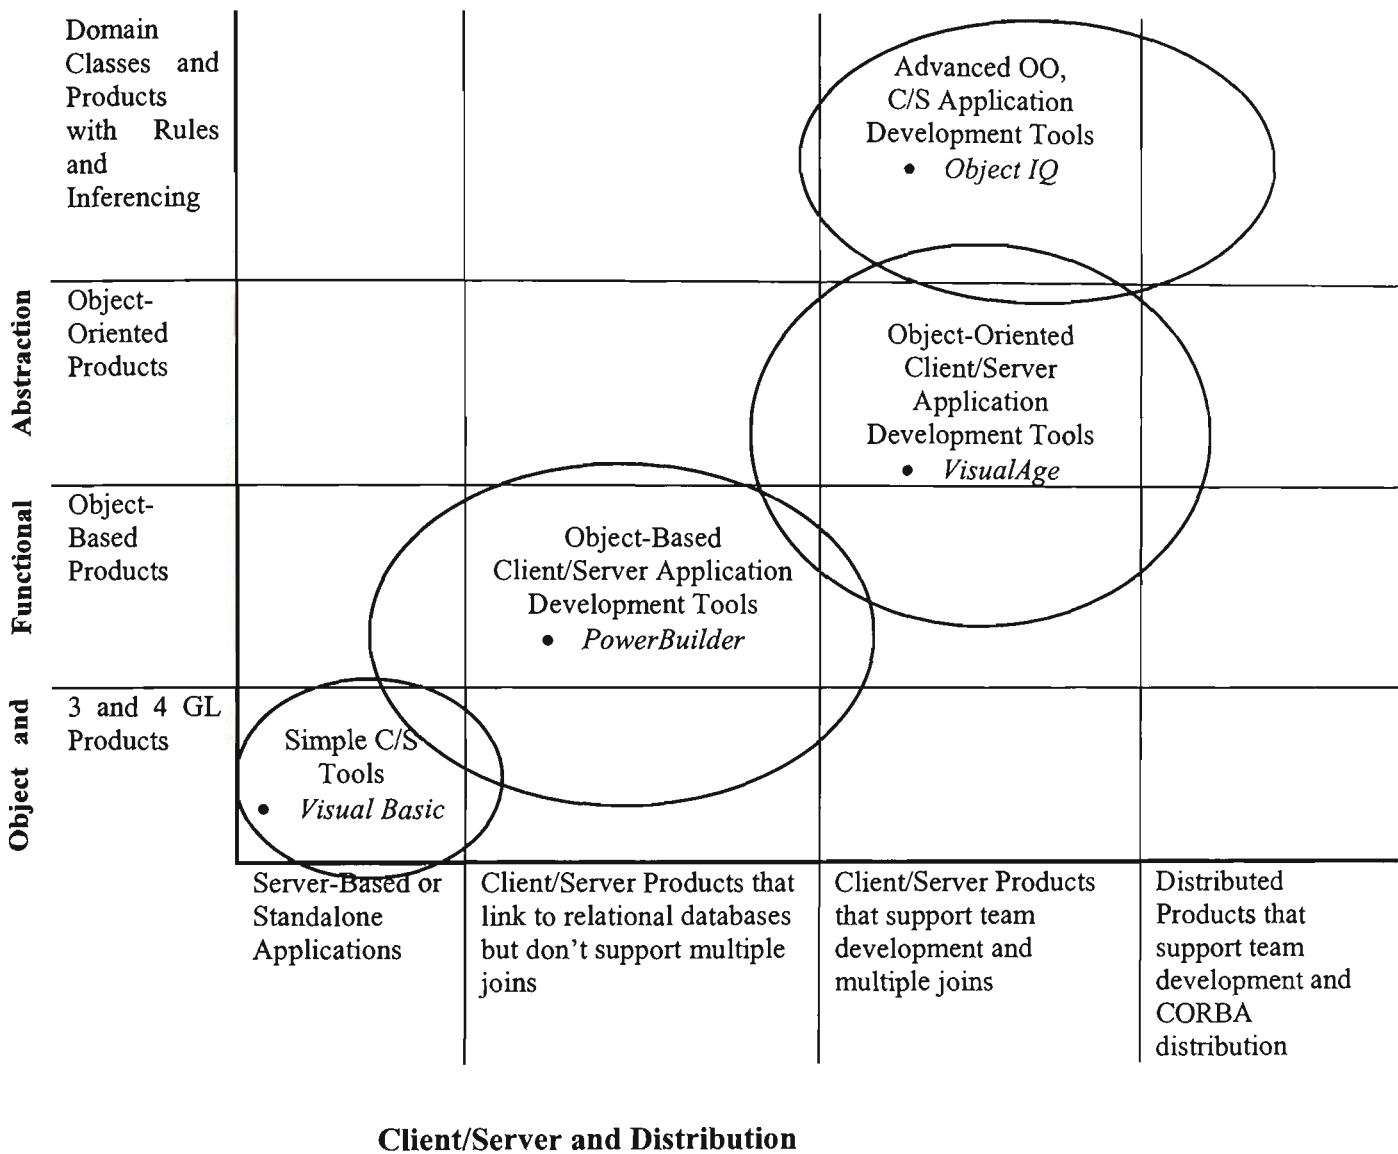 Domain
Classes and
Products
with Rules
and
Inferencing
Advanced OO,
C/S Application
Development Tools
• Object IQ
Object-
Oriented
Products
Object-Oriented
Client/Server
Application
Development Tools
• VisualAge
Object-
Based
Products
Object-Based
Client/Server Application
Development Tools
• PowerBuilder
3 and 4 GL
Products
Simple C/S
Tools
• Visual Basic
Object and Functional Abstraction
Server-Based or
Standalone
Applications
Client/Server Products that
link to relational databases
but don't support multiple
joins
Client/Server Products
that support team
development and
multiple joins
Distributed
Products that
support team
development and
CORBA
distribution
Client/Server and Distribution